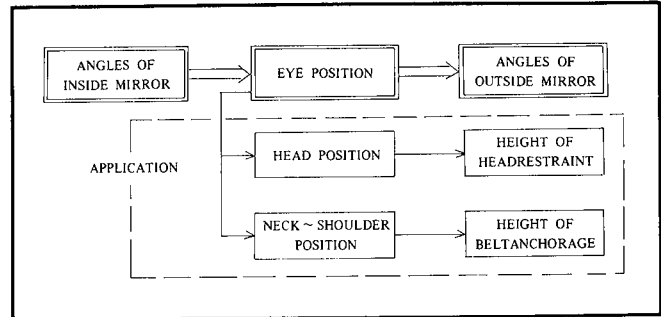 ANGLES OF
INSIDE MIRROR
EYE POSITION
ANGLES OF
OUTSIDE MIRROR
APPLICATION
HEAD POSITION
HEIGHT OF
HEADRESTRAINT
NECK ~ SHOULDER
POSITION
HEIGHT OF
BELTANCHORAGE